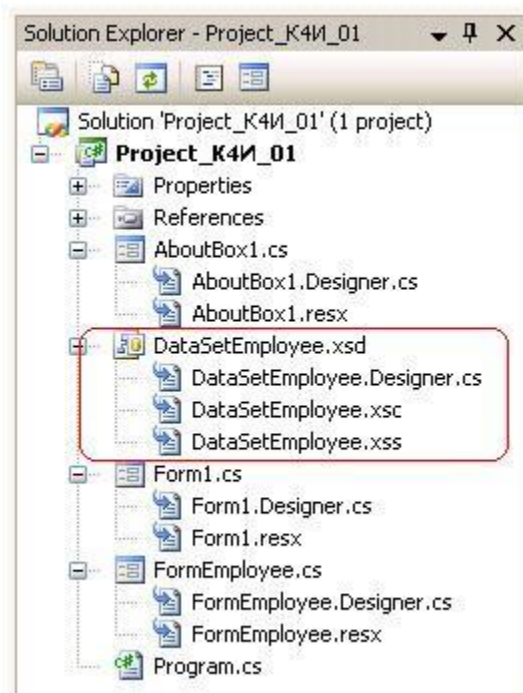 Solution Explorer - Project_К4И_01
Solution 'Project_К4И_01' (1 project)
Project_К4И_01
Properties
References
AboutBox1.cs
AboutBox1.Designer.cs
AboutBox1.resx
DataSetEmployee.xsd
DataSetEmployee.Designer.cs
DataSetEmployee.xsc
DataSetEmployee.xss
Form1.cs
Form1.Designer.cs
Form1.resx
FormEmployee.cs
FormEmployee.Designer.cs
FormEmployee.resx
Program.cs